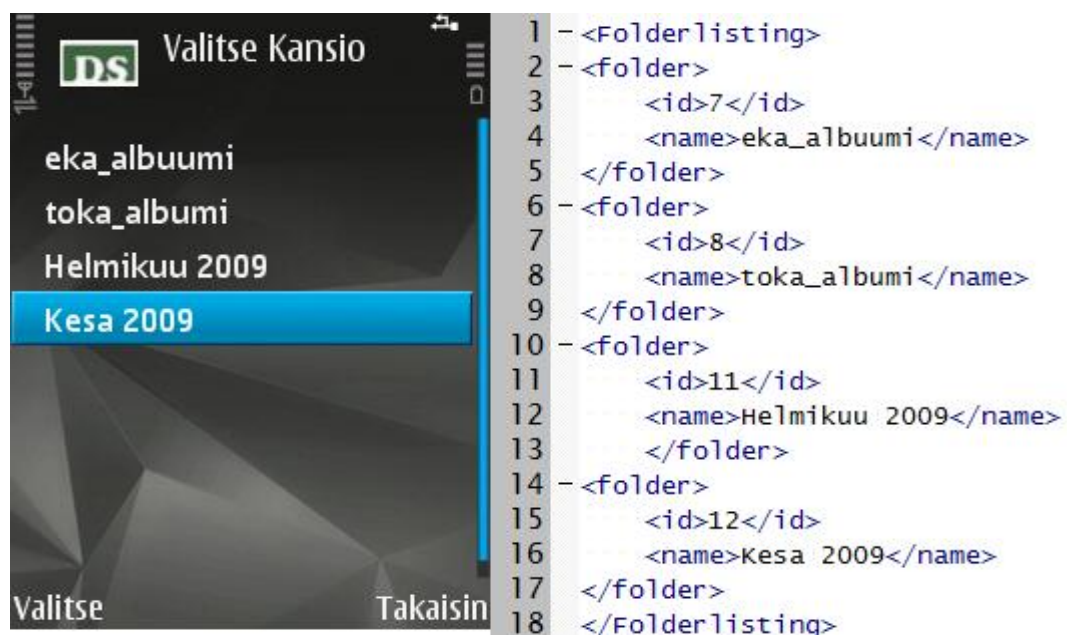 DS
Valitse Kansio
eka_albuumi
toka_albumi
Helmikuu 2009
Kesa 2009
Valitse
Takaisin
1 <Folderlisting>
2 <folder>
3 <id>7</id>
4 <name>eka_albuumi</name>
5 </folder>
6 <folder>
7 <id>8</id>
8 <name>toka_albumi</name>
9 </folder>
10 <folder>
11 <id>11</id>
12 <name>Helmikuu 2009</name>
13 </folder>
14 <folder>
15 <id>12</id>
16 <name>Kesa 2009</name>
17 </folder>
18 </Folderlisting>